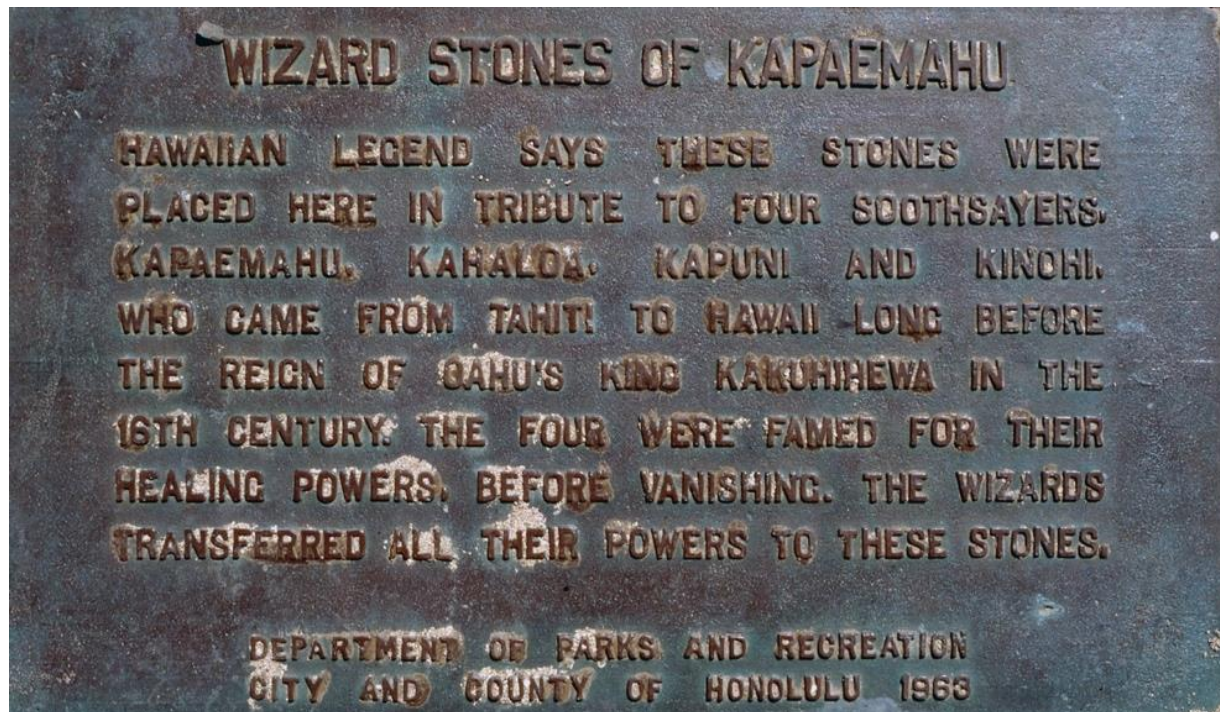 WIZARD STONES OF KAPAEMAHU
HAWAIIAN LEGEND SAYS THESE STONES WERE
PLACED HERE IN TRIBUTE TO FOUR SOOTHSAYERS,
KAPAEMAHU, KAHALOA, KAPUNI AND KINOHI,
WHO CAME FROM TAHITI TO HAWAII LONG BEFORE
THE REIGN OF OAHU'S KING KAKUHIHEWA IN THE
16TH CENTURY. THE FOUR WERE FAMED FOR THEIR
HEALING POWERS. BEFORE VANISHING, THE WIZARDS
TRANSFERRED ALL THEIR POWERS TO THESE STONES.
DEPARTMENT OF PARKS AND RECREATION
CITY AND COUNTY OF HONOLULU 1963